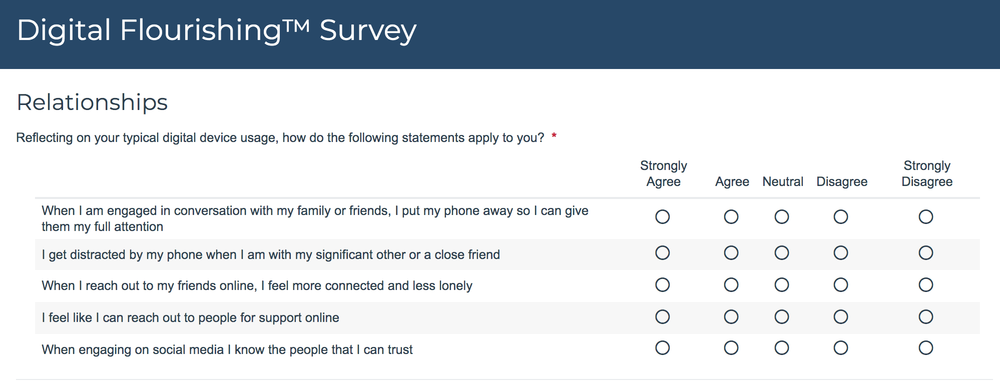 Digital Flourishing™ Survey
Relationships
Reflecting on your typical digital device usage, how do the following statements apply to you? *
Strongly Agree Agree Neutral Disagree Strongly Disagree
When I am engaged in conversation with my family or friends, I put my phone away so I can give
them my full attention
I get distracted by my phone when I am with my significant other or a close friend
When I reach out to my friends online, I feel more connected and less lonely
I feel like I can reach out to people for support online
When engaging on social media I know the people that I can trust